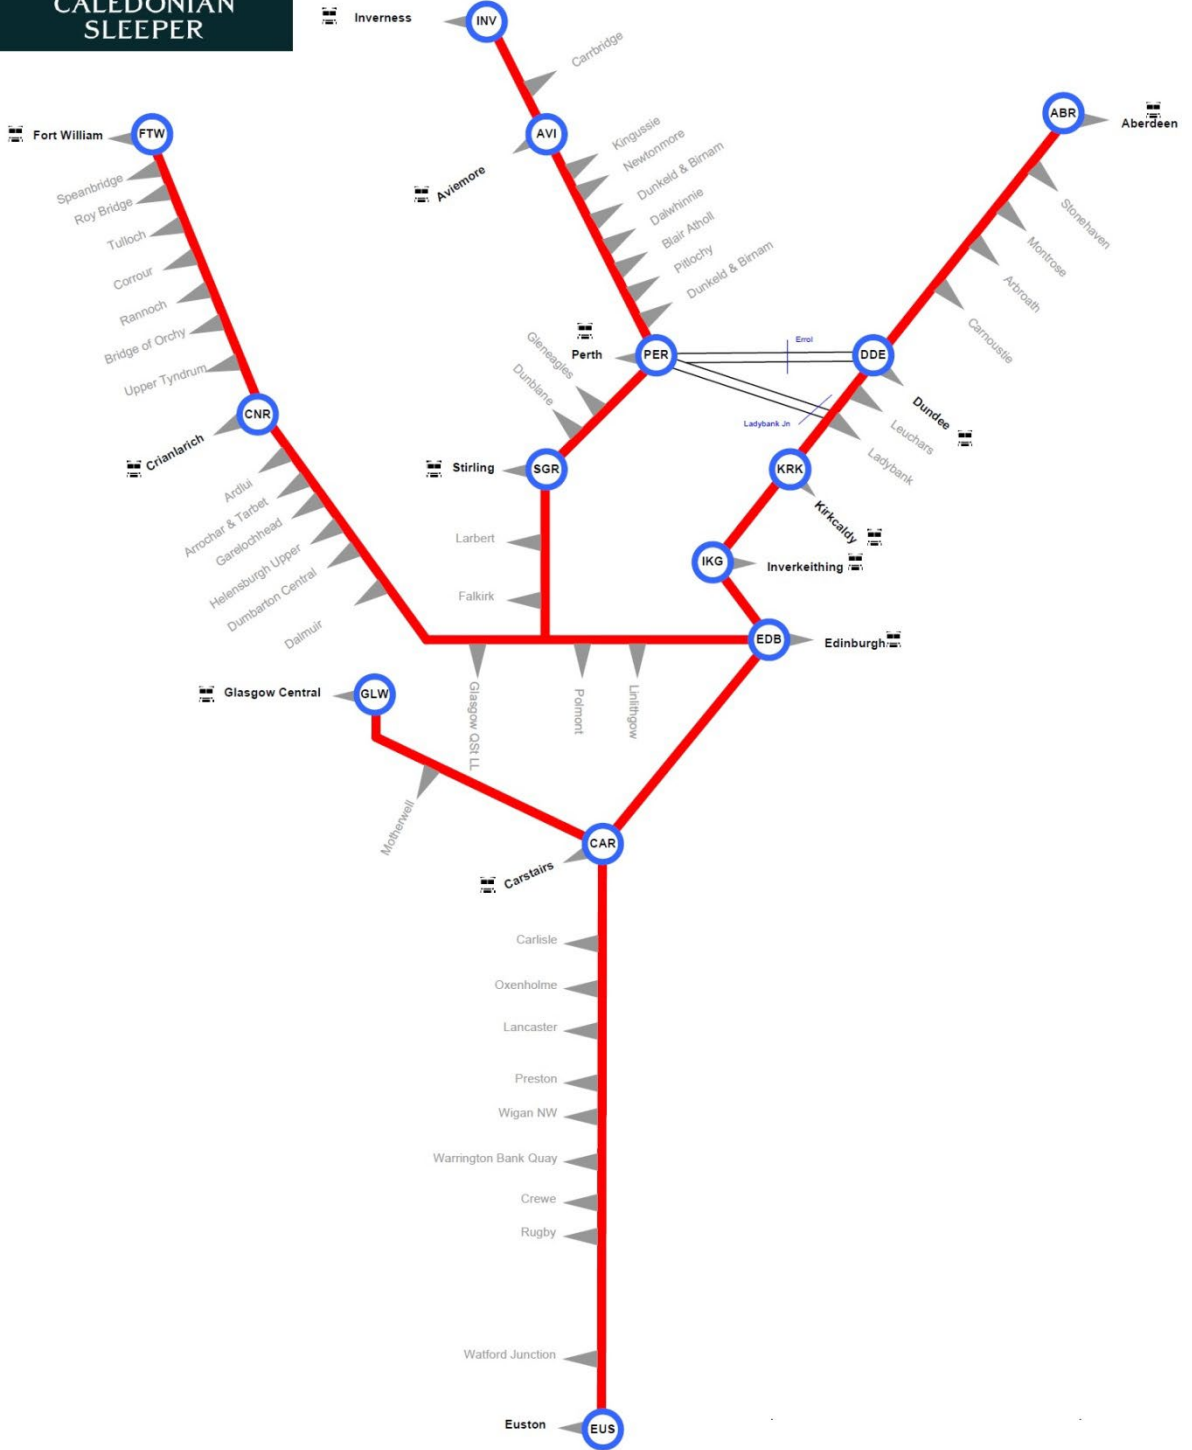 CALEDONIAN
SLEEPER
Inverness
INV
Carrbridge
Fort William
FTW
AVI
Aviemore
ABR
Aberdeen
Speanbridge
Roy Bridge
Tulloch
Corrour
Rannoch
Bridge of Orchy
Upper Tyndrum
Kingussie
Newtonmore
Dunkeld & Birnam
Dalwhinnie
Blair Atholl
Pitlochy
Dunkeld & Birnam
Stonehaven
Montrose
Arbroath
Carnoustie
Perth
PER
Errol
DDE
Dundee
Gleneagles
Dunblane
Ladybank Jn
Leuchars
Ladybank
CNR
Crianlarich
Stirling
SGR
KRK
Kirkcaldy
Ardlui
Arrochar & Tarbet
Garelochhead
Helensburgh Upper
Dumbarton Central
Dalmuir
Larbert
Falkirk
IKG
Inverkeithing
EDB
Edinburgh
Glasgow QSt LL
Polmont
Linlithgow
Glasgow Central
GLW
Motherwell
CAR
Carstairs
Carlisle
Oxenholme
Lancaster
Preston
Wigan NW
Warrington Bank Quay
Crewe
Rugby
Watford Junction
Euston
EUS